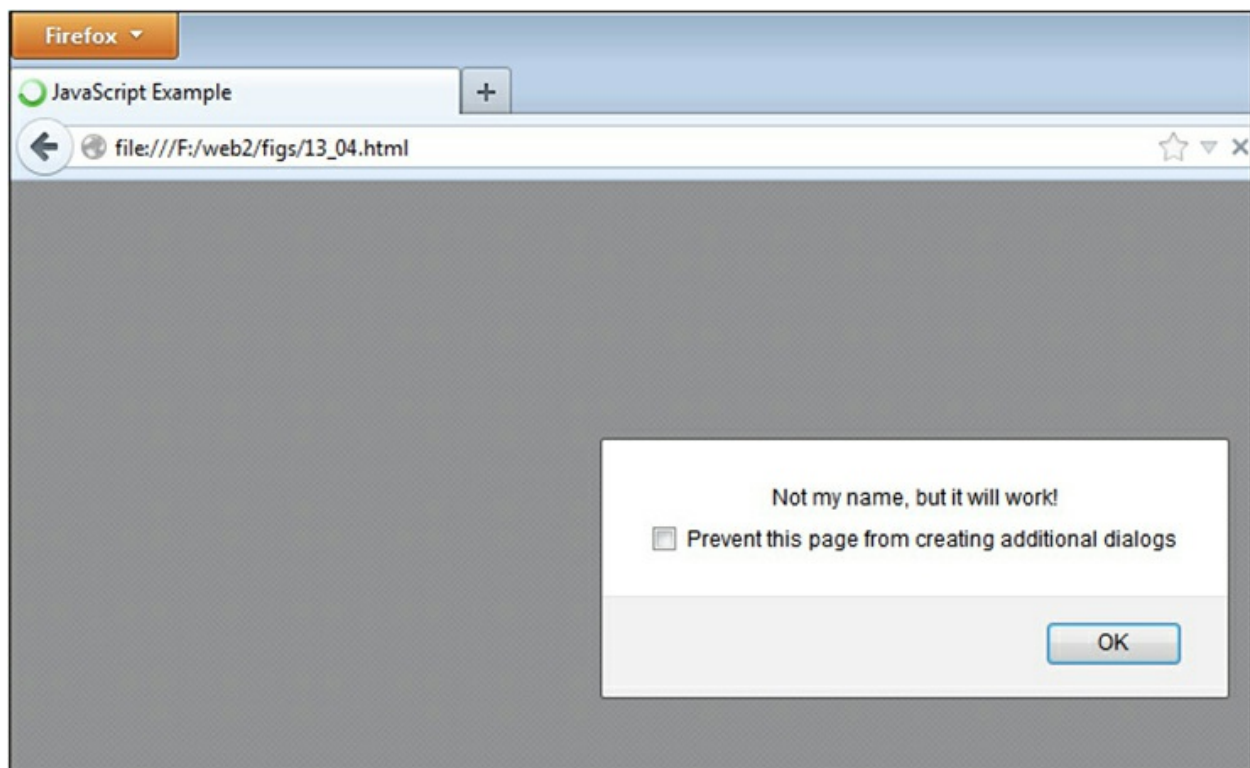 Firefox
JavaScript Example
file:///F:/web2/figs/13_04.html
Not my name, but it will work!
Prevent this page from creating additional dialogs
OK